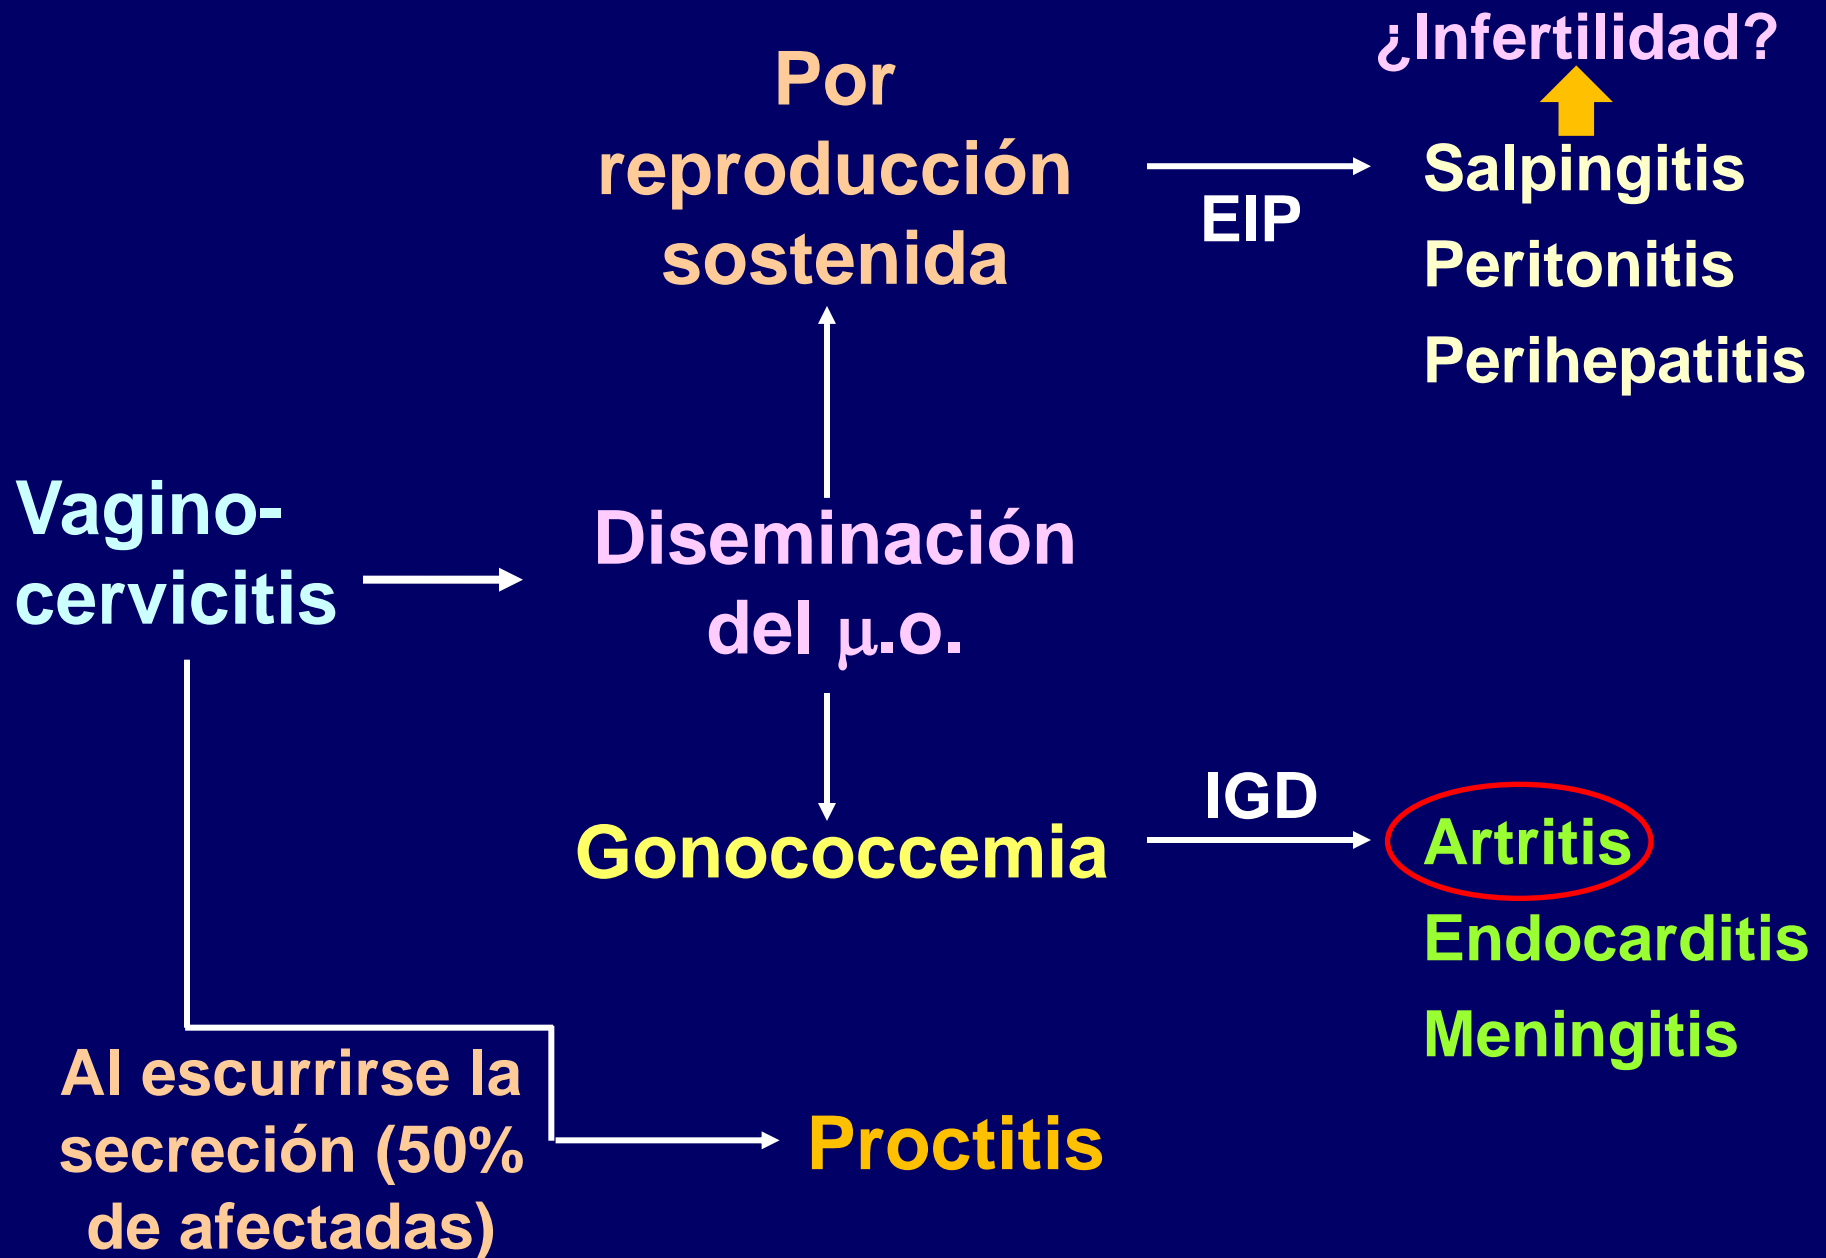 ¿Infertilidad?
Por
reproducción
sostenida
EIP
Salpingitis
Peritonitis
Perihepatitis
Vagino-
cervicitis
Diseminación
del μ.o.
Gonococcemia
IGD
Artritis
Endocarditis
Meningitis
Al escurrirse la
secreción (50%
de afectadas)
Proctitis